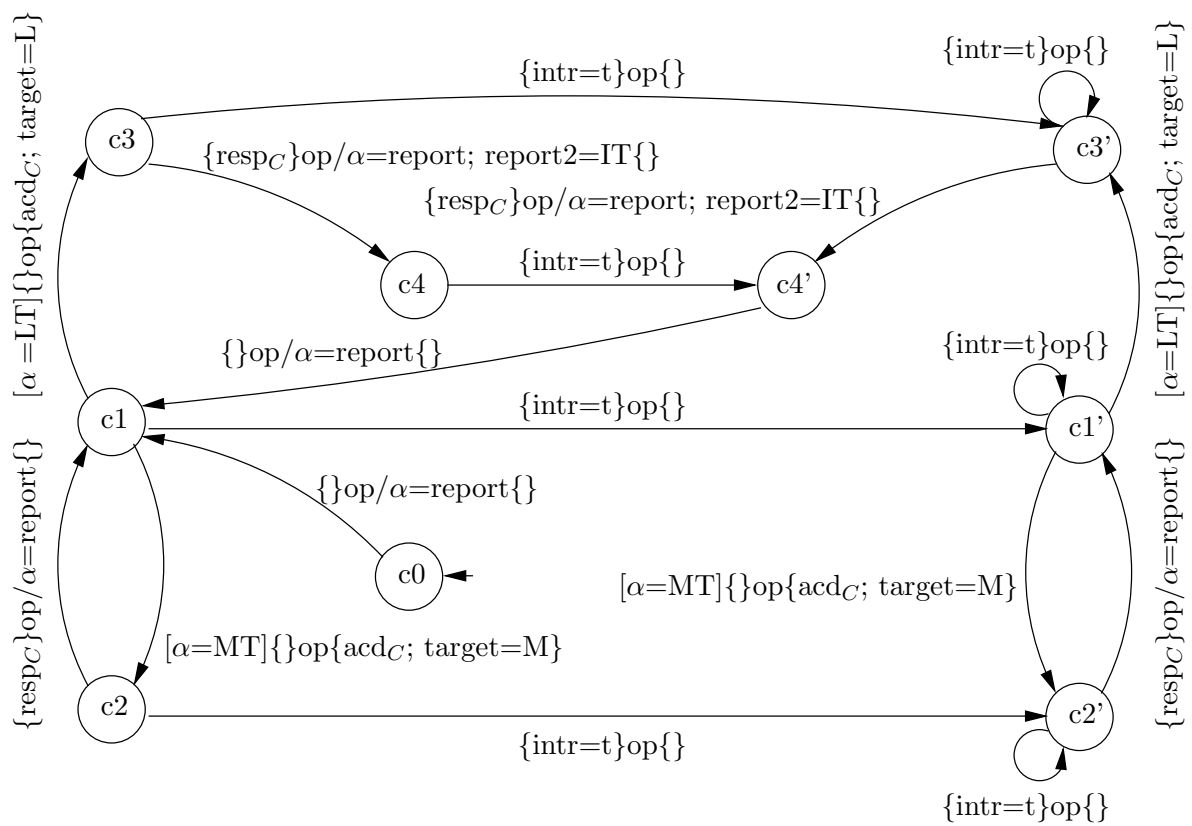 {intr=t}op{}
{intr=t}op{}
[α=LT]{}op{acd_C; target=L}
c3
c3'
[α=LT]{}op{acd_C; target=L}
{resp_C}op/α=report; report2=IT{}
{resp_C}op/α=report; report2=IT{}
{intr=t}op{}
c4
c4'
{}op/α=report{}
{intr=t}op{}
{intr=t}op{}
c1
c1'
{resp_C}op/α=report{}
{}op/α=report{}
{resp_C}op/α=report{}
c0
[α=MT]{}op{acd_C; target=M}
[α=MT]{}op{acd_C; target=M}
c2
c2'
{intr=t}op{}
{intr=t}op{}